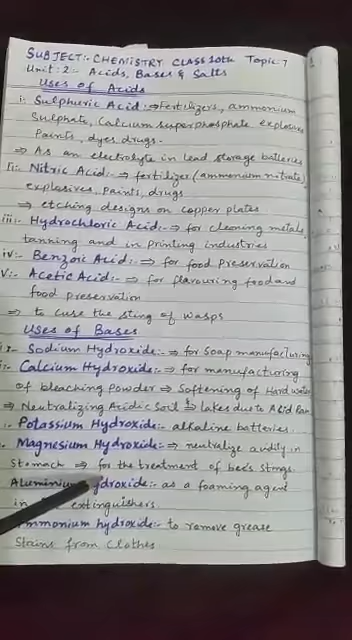 SUBJECT:- CHEMISTRY CLASS 10th Topic 7
Unit:2:- Acids, Bases & Salts
Uses of Acids
i:- Sulphuric Acid:- ⇒ Fertilizers, ammonium
Sulphate, Calcium superphosphate explosives
Paints, dyes drugs.
⇒ As an electrolyte in lead storage batteries
ii:- Nitric Acid:- ⇒ fertilizer (ammonium nitrate)
explosives, paints, drugs
⇒ etching designs on copper plates
iii:- Hydrochloric Acid:- ⇒ for cleaning metals,
tanning and in printing industries
iv:- Benzoic Acid:- ⇒ for food preservation
v:- Acetic Acid:- ⇒ for flavouring food and
food preservation
⇒ to cure the sting of wasps
Uses of Bases
i:- Sodium Hydroxide:- ⇒ for soap manufacturing
:- Calcium Hydroxide:- ⇒ for manufacturing
of bleaching Powder ⇒ Softening of Hard water
⇒ Neutralizing Acidic Soil & Lakes due to Acid Rain
:- Potassium Hydroxide:- alkaline batteries.
Magnesium Hydroxide:- ⇒ neutralize acidity in
Stomach ⇒ for the treatment of bee's stings
Aluminium hydroxide:- as a foaming agent
in extinguishers.
Ammonium hydroxide:- to remove grease
Stains from clothes